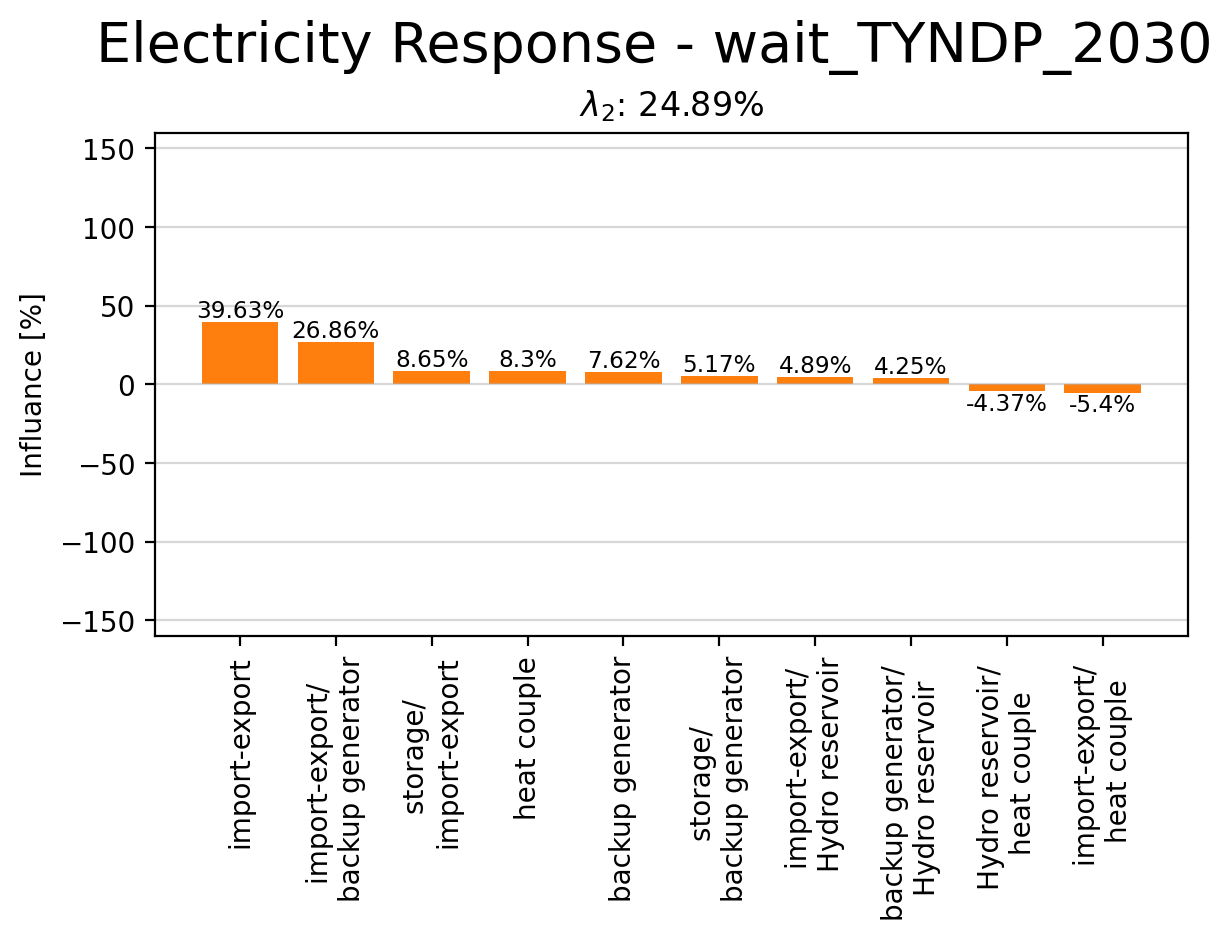 Electricity Response - wait_TYNDP_2030
λ₂: 24.89%
Influance [%]
150
100
50
0
−50
−100
−150
39.63%
26.86%
8.65%
8.3%
7.62%
5.17%
4.89%
4.25%
-4.37%
-5.4%
import-export
import-export/
backup generator
storage/
import-export
heat couple
backup generator
storage/
backup generator
import-export/
Hydro reservoir
backup generator/
Hydro reservoir
Hydro reservoir/
heat couple
import-export/
heat couple